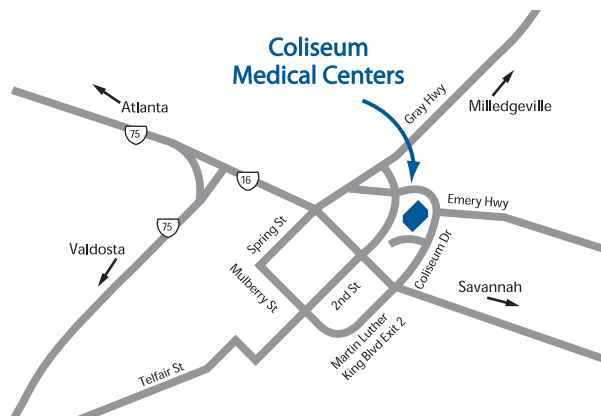 Coliseum
Medical Centers
Atlanta
Gray Hwy
Milledgeville
75
16
Emery Hwy
75
Spring St
Valdosta
Mulberry St
2nd St
Coliseum Dr
Savannah
Martin Luther
King Blvd Exit 2
Telfair St